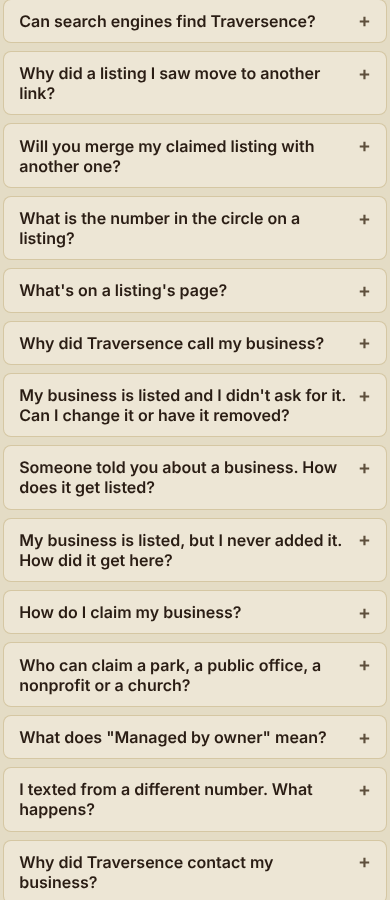 Can search engines find Traversence? +
Why did a listing I saw move to another +
link?
Will you merge my claimed listing with +
another one?
What is the number in the circle on a +
listing?
What's on a listing's page? +
Why did Traversence call my business? +
My business is listed and I didn't ask for it. +
Can I change it or have it removed?
Someone told you about a business. How +
does it get listed?
My business is listed, but I never added it. +
How did it get here?
How do I claim my business? +
Who can claim a park, a public office, a +
nonprofit or a church?
What does "Managed by owner" mean? +
I texted from a different number. What +
happens?
Why did Traversence contact my +
business?